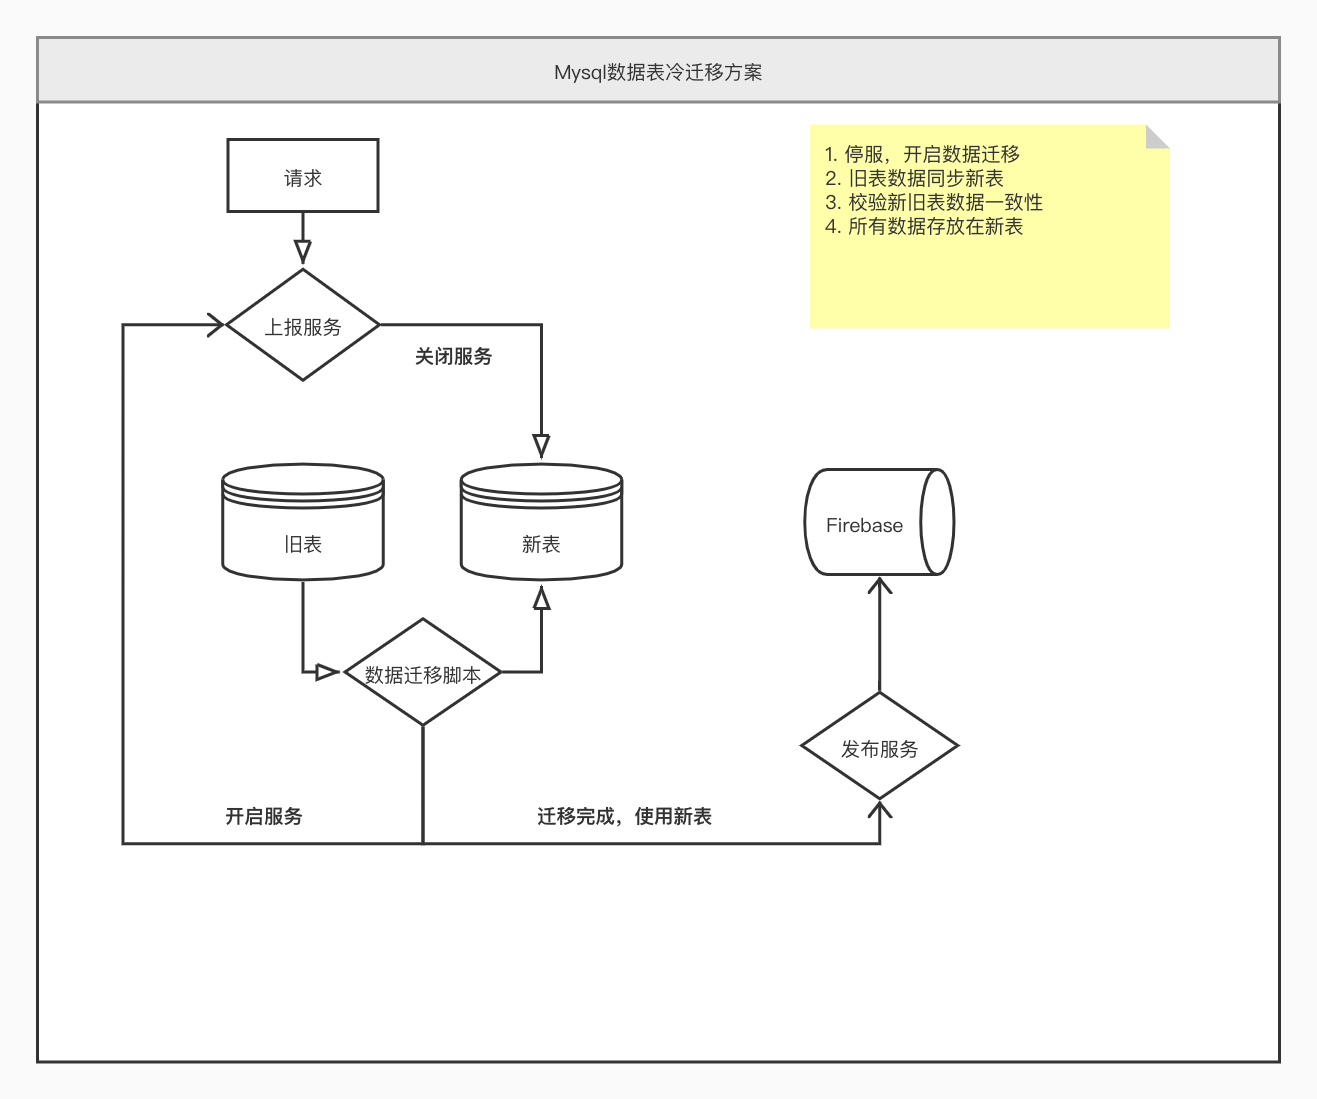 Mysql数据表冷迁移方案
请求
1. 停服，开启数据迁移
2. 旧表数据同步新表
3. 校验新旧表数据一致性
4. 所有数据存放在新表
上报服务
关闭服务
旧表
新表
Firebase
数据迁移脚本
发布服务
开启服务
迁移完成，使用新表